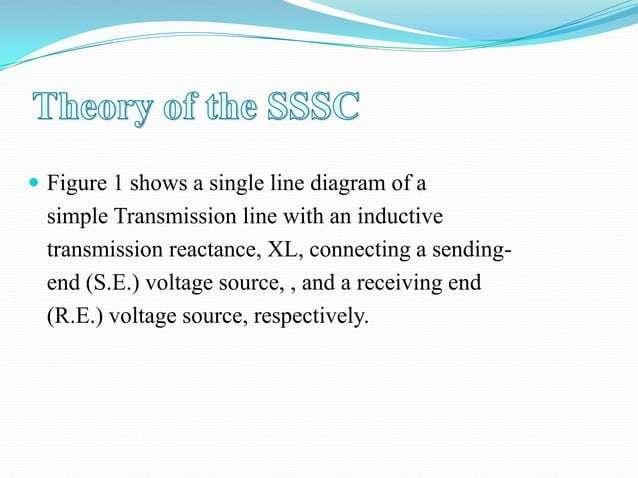 Theory of the SSSC
Figure 1 shows a single line diagram of a
simple Transmission line with an inductive
transmission reactance, XL, connecting a sending-
end (S.E.) voltage source, , and a receiving end
(R.E.) voltage source, respectively.